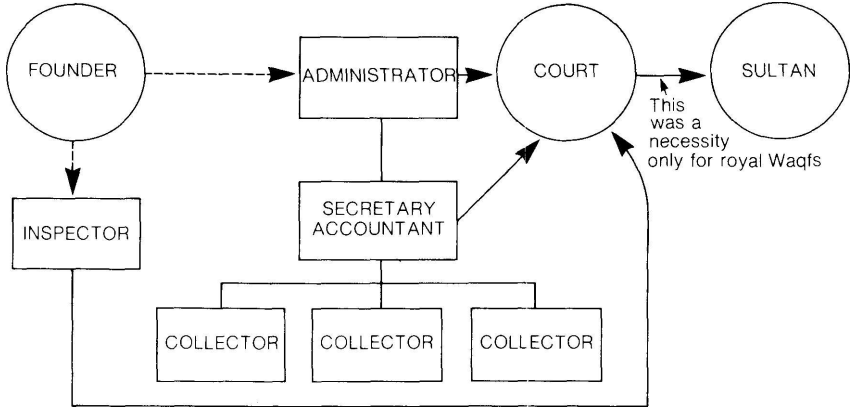 FOUNDER
ADMINISTRATOR
COURT
SULTAN
This
was a
necessity
only for royal Waqfs
INSPECTOR
SECRETARY
ACCOUNTANT
COLLECTOR
COLLECTOR
COLLECTOR